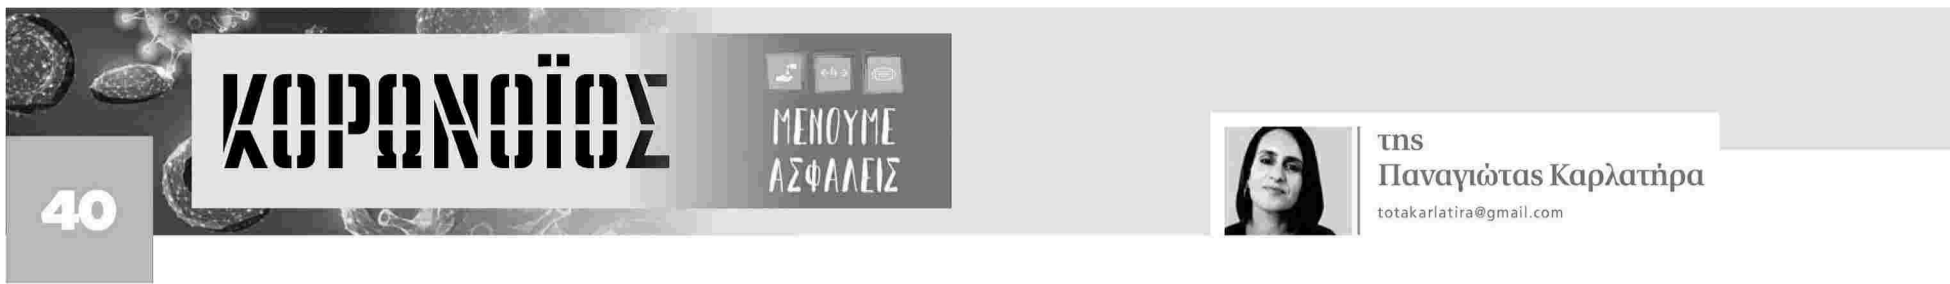 40
ΚΟΡΩΝΟΪΟΣ
ΜΕΝΟΥΜΕ
ΑΣΦΑΛΕΙΣ
της
Παναγιώτας Καρλατήρα
totakarlatira@gmail.com